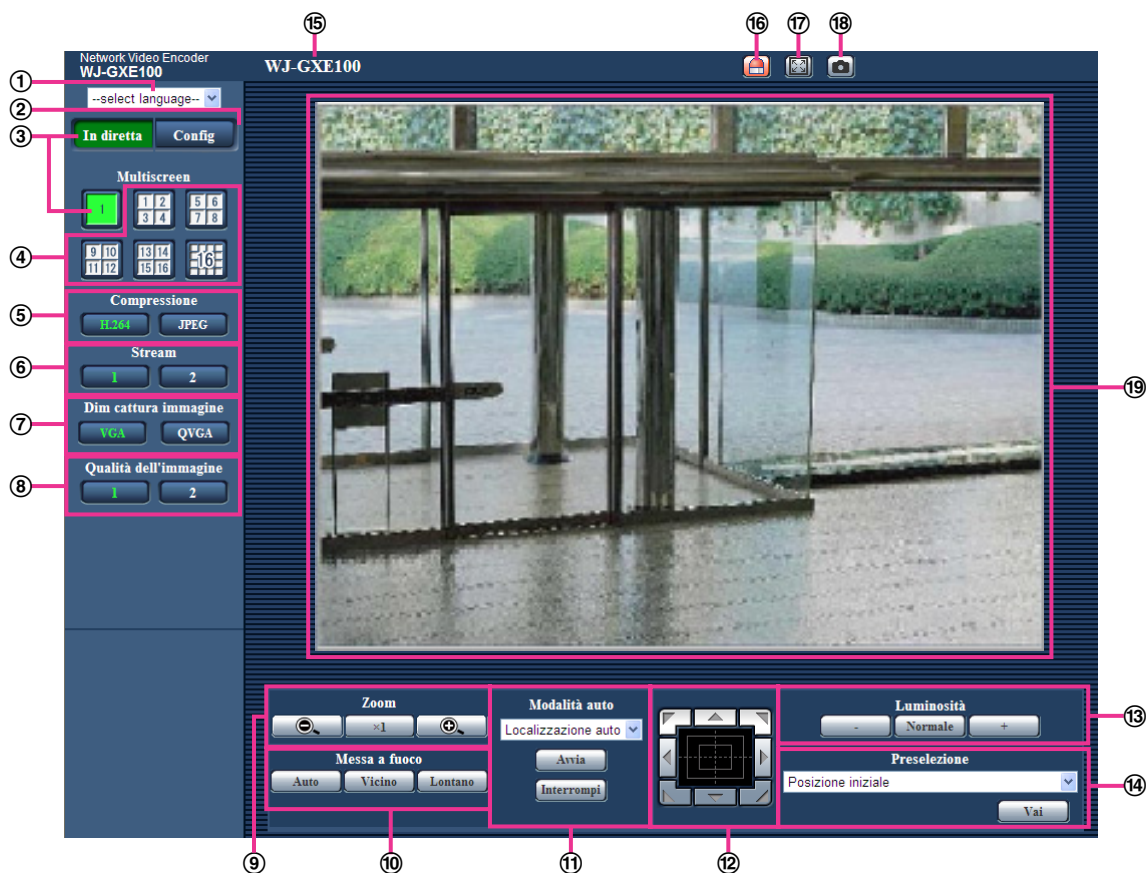 ⑮
⑯
⑰
⑱
Network Video Encoder
WJ-GXE100
WJ-GXE100
①
--select language--
②
③
In diretta
Config
Multiscreen
1
1 2
3 4
5 6
7 8
④
9 10
11 12
13 14
15 16
16
Compressione
⑤
H.264
JPEG
Stream
⑥
1
2
Dim cattura immagine
⑦
VGA
QVGA
Qualità dell'immagine
⑧
1
2
⑲
Zoom
⑨
×1
Messa a fuoco
Auto
Vicino
Lontano
Modalità auto
Localizzazione auto
Avvia
Interrompi
Luminosità
⑬
-
Normale
+
Preselezione
Posizione iniziale
⑭
Vai
⑩
⑪
⑫